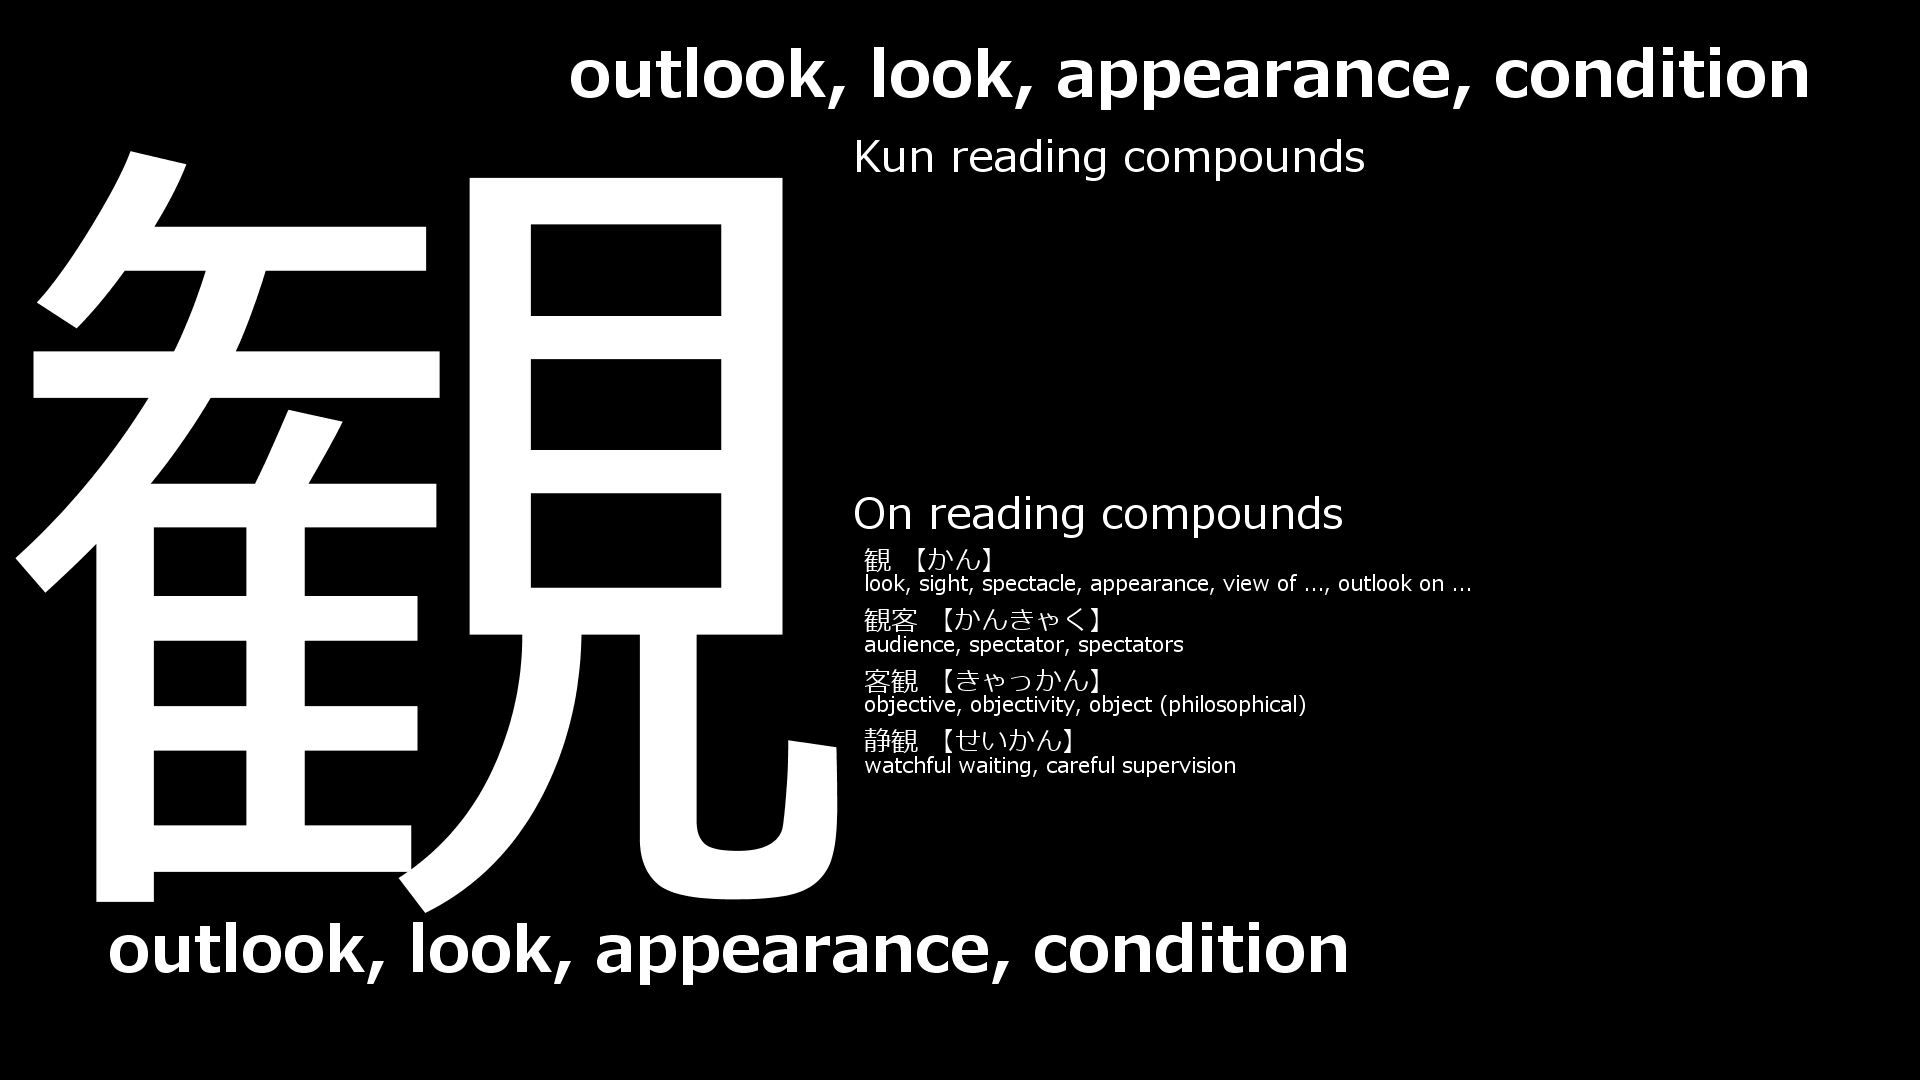 outlook, look, appearance, condition
観
Kun reading compounds
On reading compounds
観 【かん】
look, sight, spectacle, appearance, view of ..., outlook on ...
観客 【かんきゃく】
audience, spectator, spectators
客観 【きゃっかん】
objective, objectivity, object (philosophical)
静観 【せいかん】
watchful waiting, careful supervision
outlook, look, appearance, condition